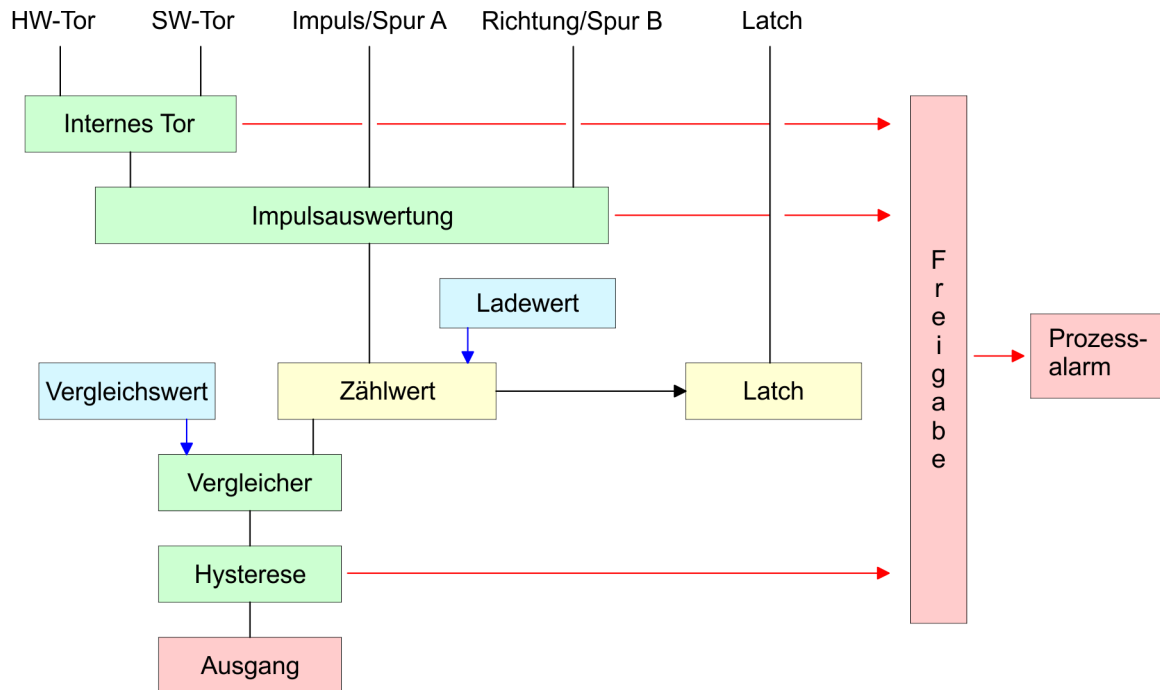 HW-Tor
SW-Tor
Impuls/Spur A
Richtung/Spur B
Latch
Internes Tor
Impulsauswertung
Ladewert
Vergleichswert
Zählwert
Latch
Vergleicher
Hysterese
Ausgang
F
r
e
i
g
a
b
e
Prozess-
alarm